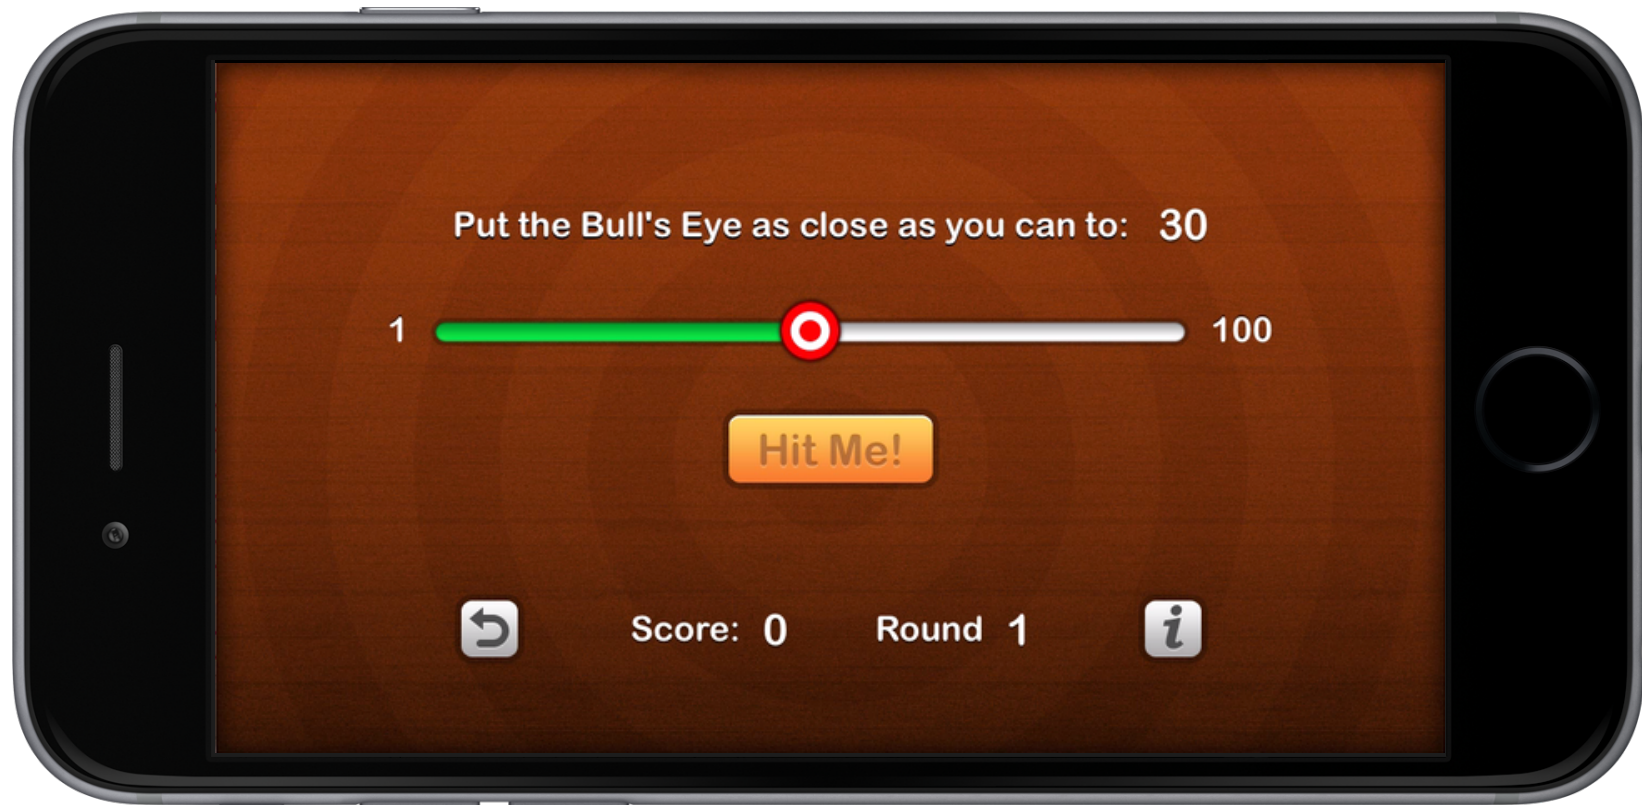 Put the Bull's Eye as close as you can to: 30
1 100
Hit Me!
Score: 0 Round 1
i